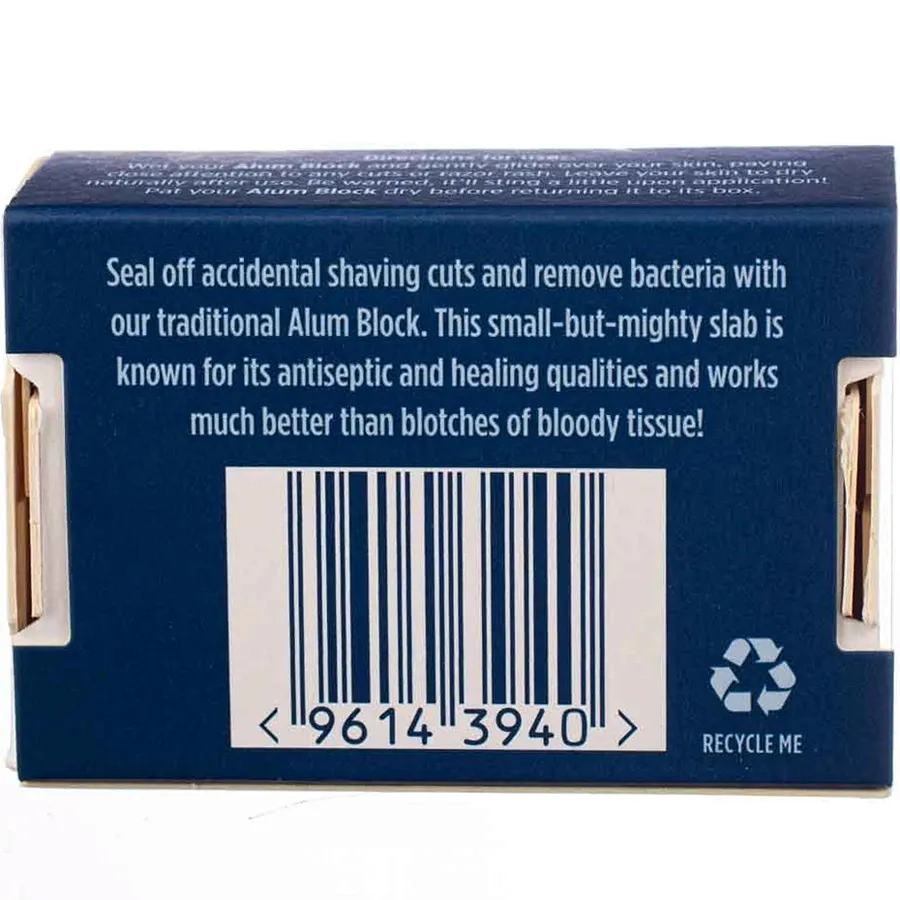 Directions for use:
Wet your Alum Block and gently glide over your skin, paying
close attention to any cuts or razor rash. Leave your skin to dry
naturally after use. Be warned, it'll sting a little upon application!
Pat your Alum Block dry before returning it to its box.
Seal off accidental shaving cuts and remove bacteria with
our traditional Alum Block. This small-but-mighty slab is
known for its antiseptic and healing qualities and works
much better than blotches of bloody tissue!
< 9614 3940 >
RECYCLE ME